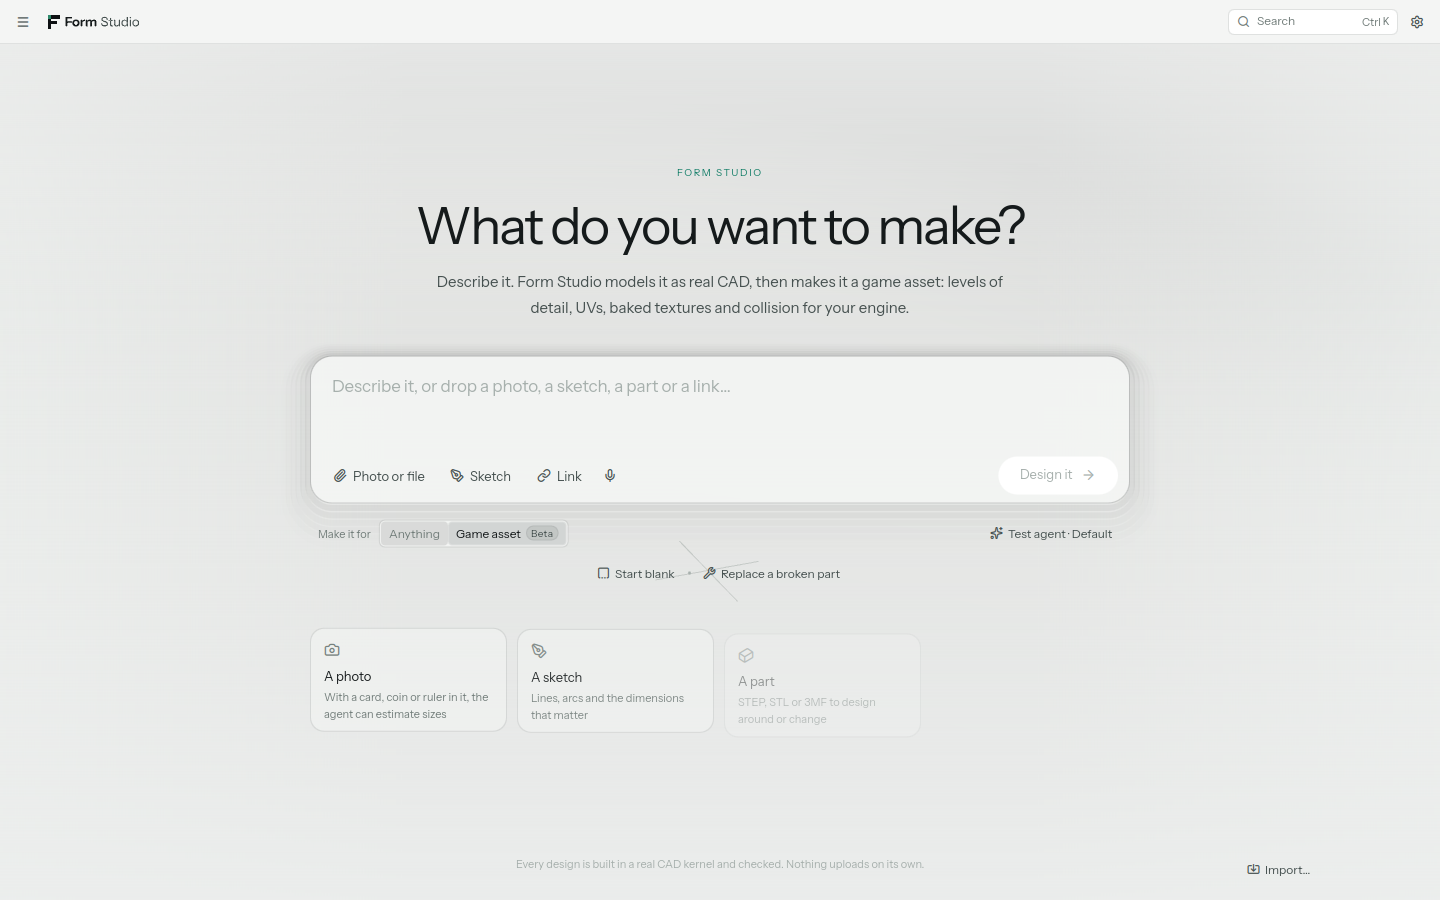 Form Studio
Search
Ctrl K
FORM STUDIO
What do you want to make?
Describe it. Form Studio models it as real CAD, then makes it a game asset: levels of
detail, UVs, baked textures and collision for your engine.
Describe it, or drop a photo, a sketch, a part or a link...
Photo or file
Sketch
Link
Design it
Make it for
Anything
Game asset
Beta
Test agent · Default
Start blank
Replace a broken part
A photo
With a card, coin or ruler in it, the
agent can estimate sizes
A sketch
Lines, arcs and the dimensions
that matter
A part
STEP, STL or 3MF to design
around or change
Every design is built in a real CAD kernel and checked. Nothing uploads on its own.
Import...